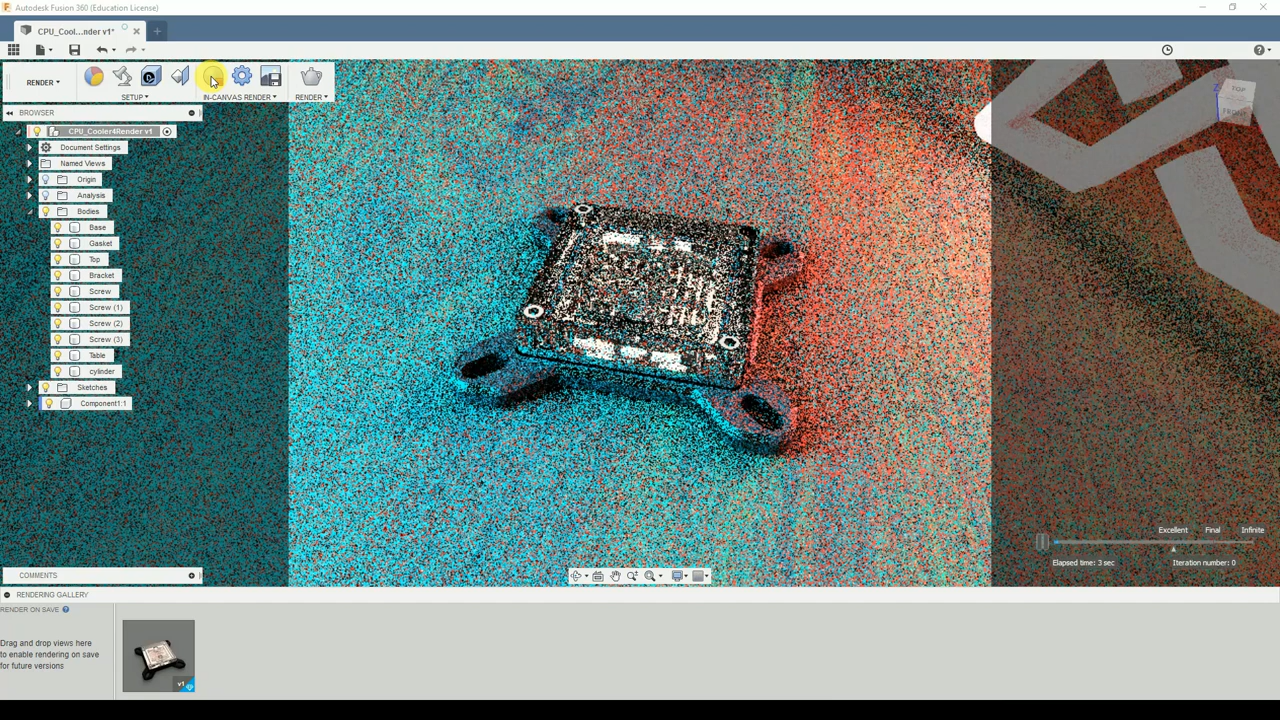 Autodesk Fusion 360 (Education License)
CPU_Cool...nder v1*
RENDER
SETUP
IN-CANVAS RENDER
RENDER
BROWSER
CPU_Cooler4Render v1
Document Settings
Named Views
Origin
Analysis
Bodies
Base
Gasket
Top
Bracket
Screw
Screw (1)
Screw (2)
Screw (3)
Table
cylinder
Sketches
Component1:1
TOP
FRONT
Excellent Final Infinite
Elapsed time: 3 sec Iteration number: 0
COMMENTS
RENDERING GALLERY
RENDER ON SAVE
Drag and drop views here
to enable rendering on save
for future versions
v1